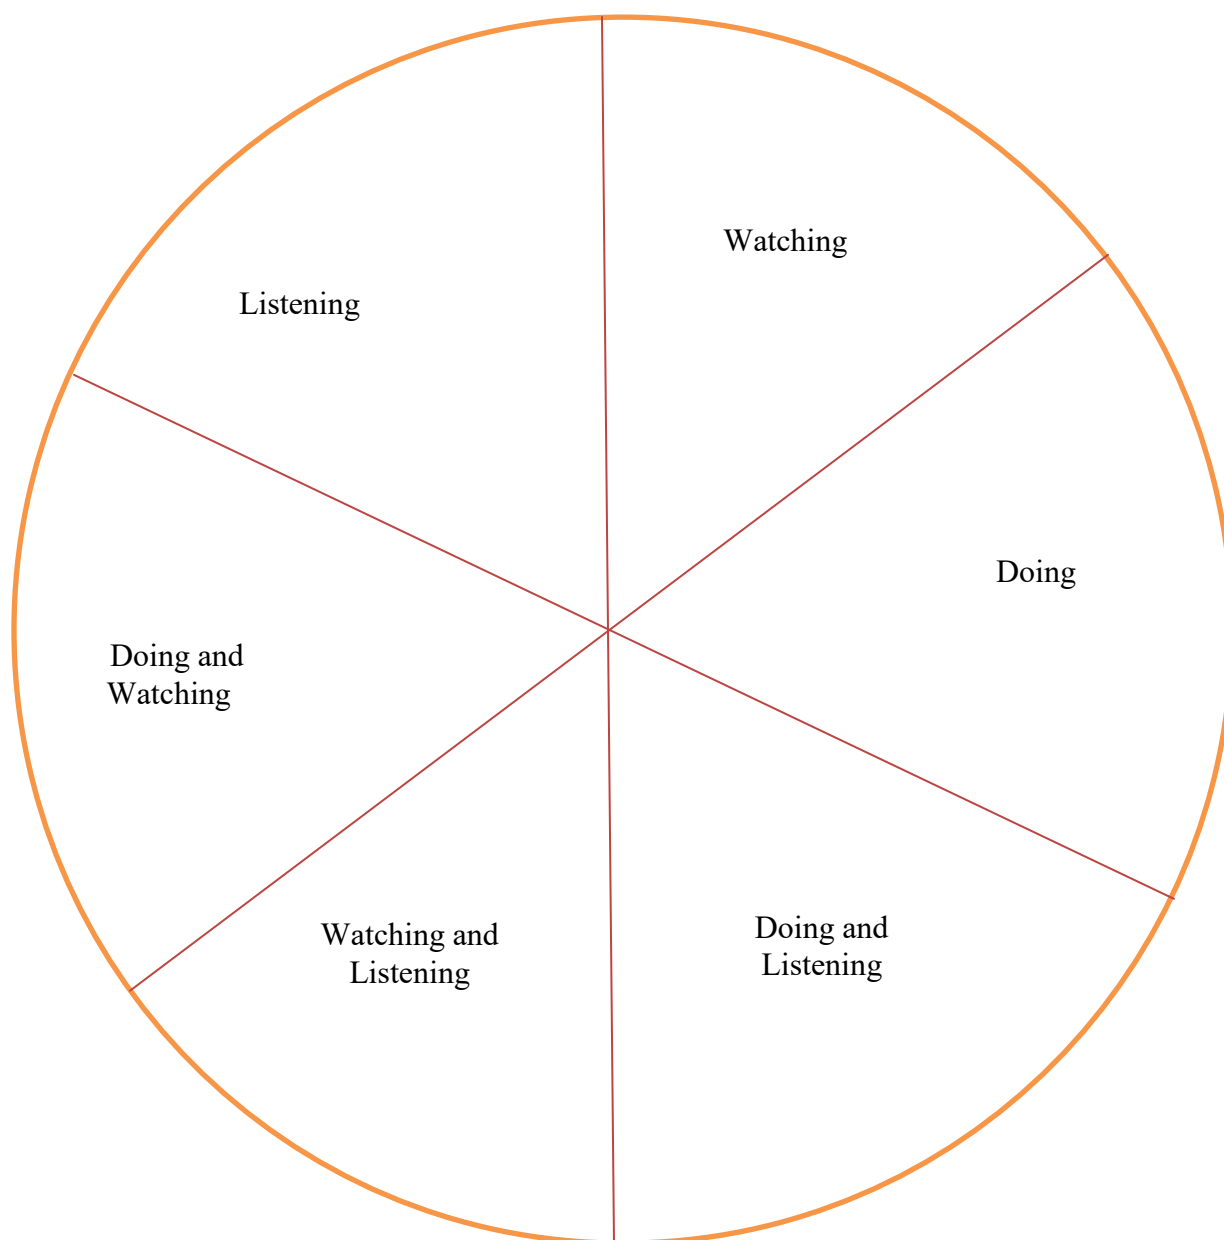 Watching
Listening
Doing
Doing and
Watching
Watching and
Listening
Doing and
Listening